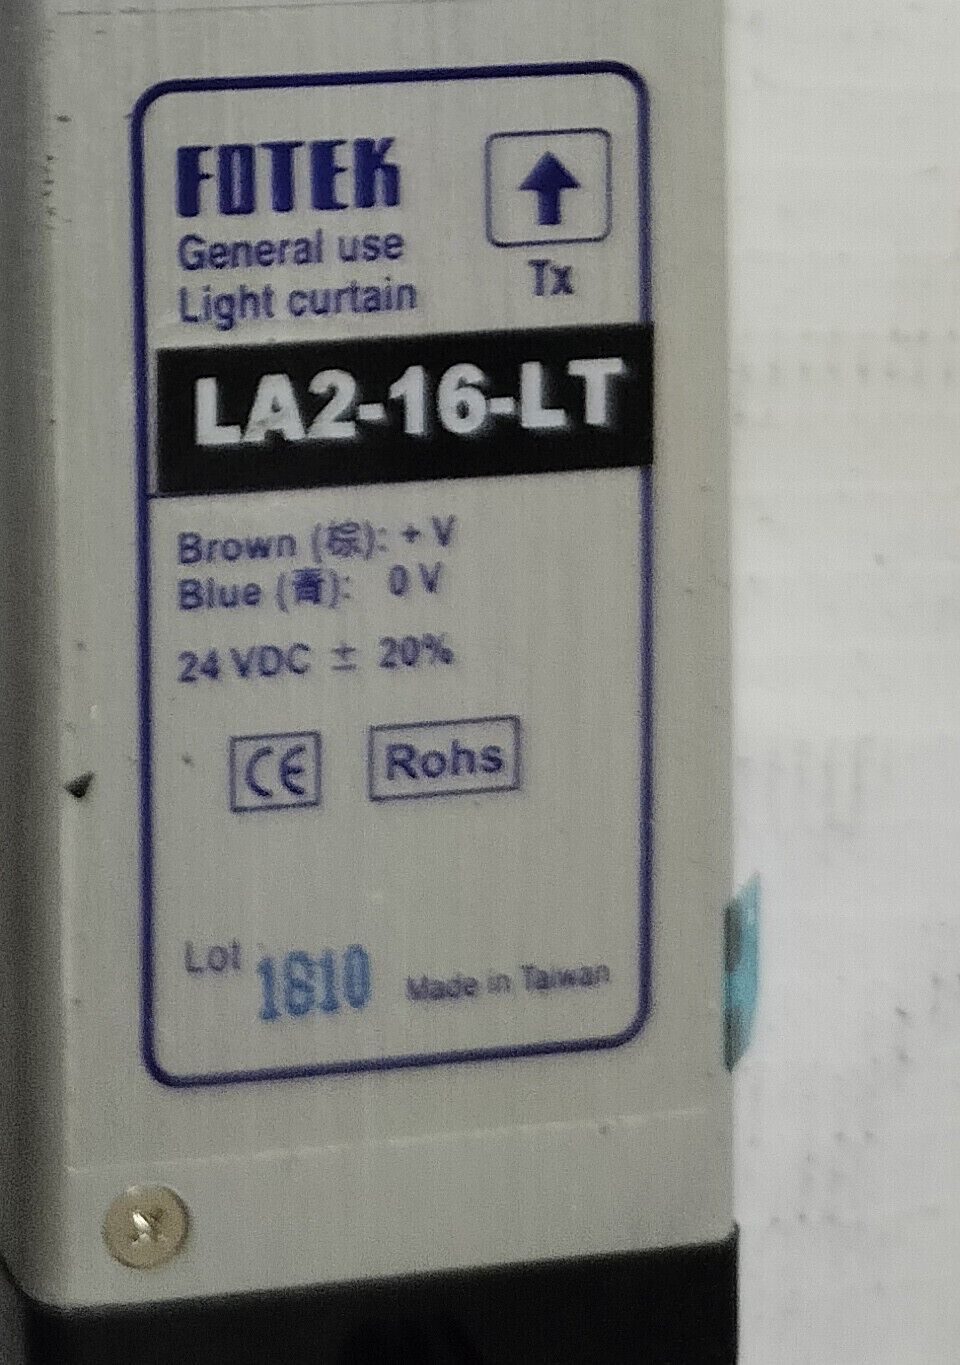 FOTEK
General use
Light curtain
Tx
LA2-16-LT
Brown (棕): + V
Blue (青): 0 V
24 VDC ± 20%
CE
Rohs
Lot 1810 Made in Taiwan